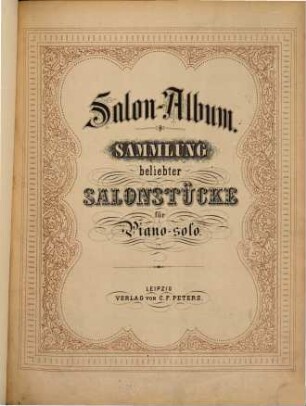 Salon-Album.
SAMMLUNG
beliebter
SALONSTÜCKE
für
Piano-solo
LEIPZIG
VERLAG VON C. F. PETERS.